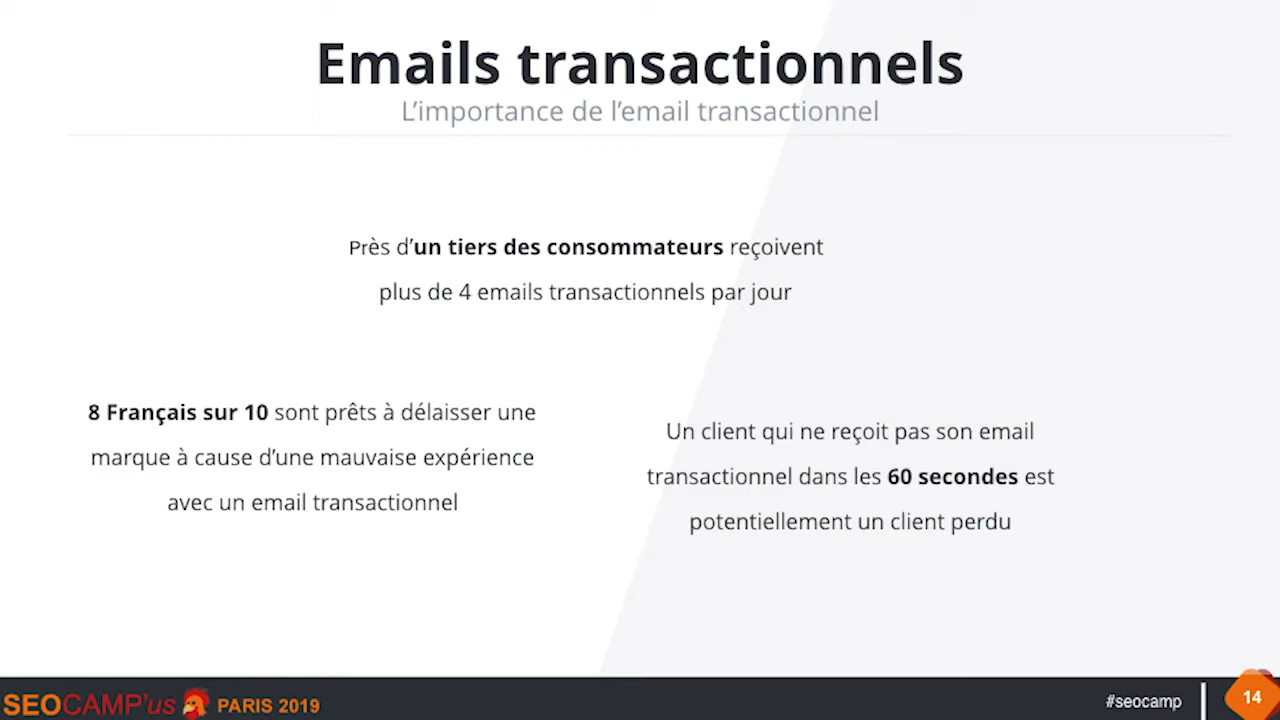 Emails transactionnels
L’importance de l’email transactionnel
Près d’un tiers des consommateurs reçoivent
plus de 4 emails transactionnels par jour
8 Français sur 10 sont prêts à délaisser une
marque à cause d’une mauvaise expérience
avec un email transactionnel
Un client qui ne reçoit pas son email
transactionnel dans les 60 secondes est
potentiellement un client perdu
SEOCAMP'us PARIS 2019
#seocamp
14